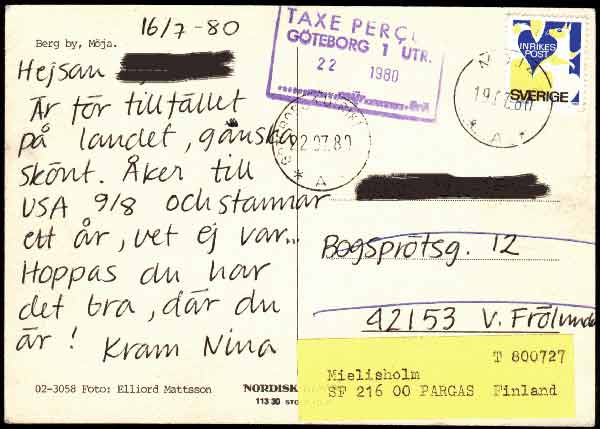 16/7-80
Berg by, Möja.
Hejsan
Är för tillfället
på landet, ganska
skönt. Åker till
USA 9/8 och stannar
ett år, vet ej var...
Hoppas du har
det bra, där du
är! Kram Nina
02-3058 Foto: Elliord Mattsson
NORDISK
113 30
TAXE PERÇU
GÖTEBORG 1 UTR.
22 1980
INRIKES
POST
SVERIGE
22.07.80
* A
* A *
Bogsprötsg. 12
42153 V. Frölunda
T 800727
Mielisholm
SF 216 00 PARGAS Finland